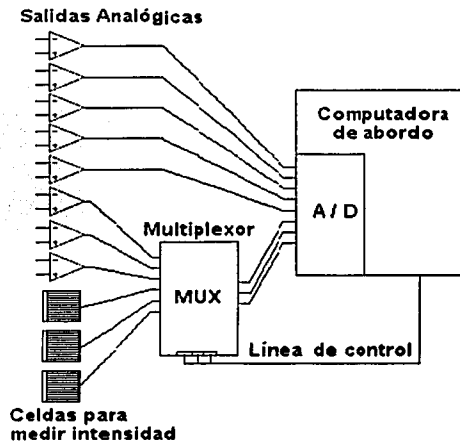 Salidas Analógicas
Computadora
de abordo
A / D
Multiplexor
MUX
Línea de control
Celdas para
medir intensidad